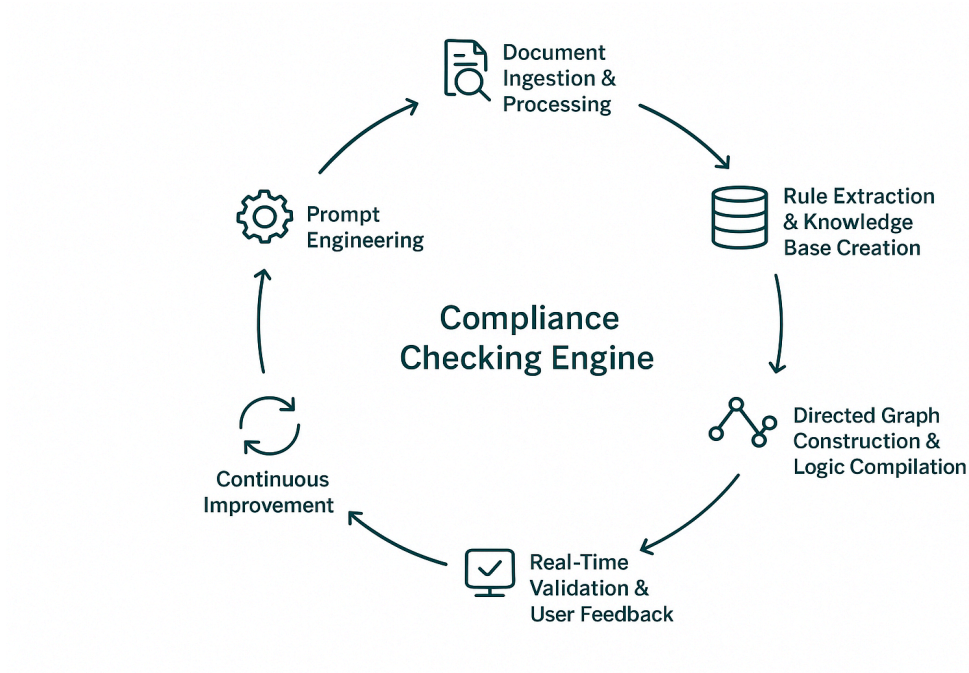 Document
Ingestion &
Processing
Rule Extraction
& Knowledge
Base Creation
Directed Graph
Construction &
Logic Compilation
Real-Time
Validation &
User Feedback
Continuous
Improvement
Prompt
Engineering
Compliance
Checking Engine